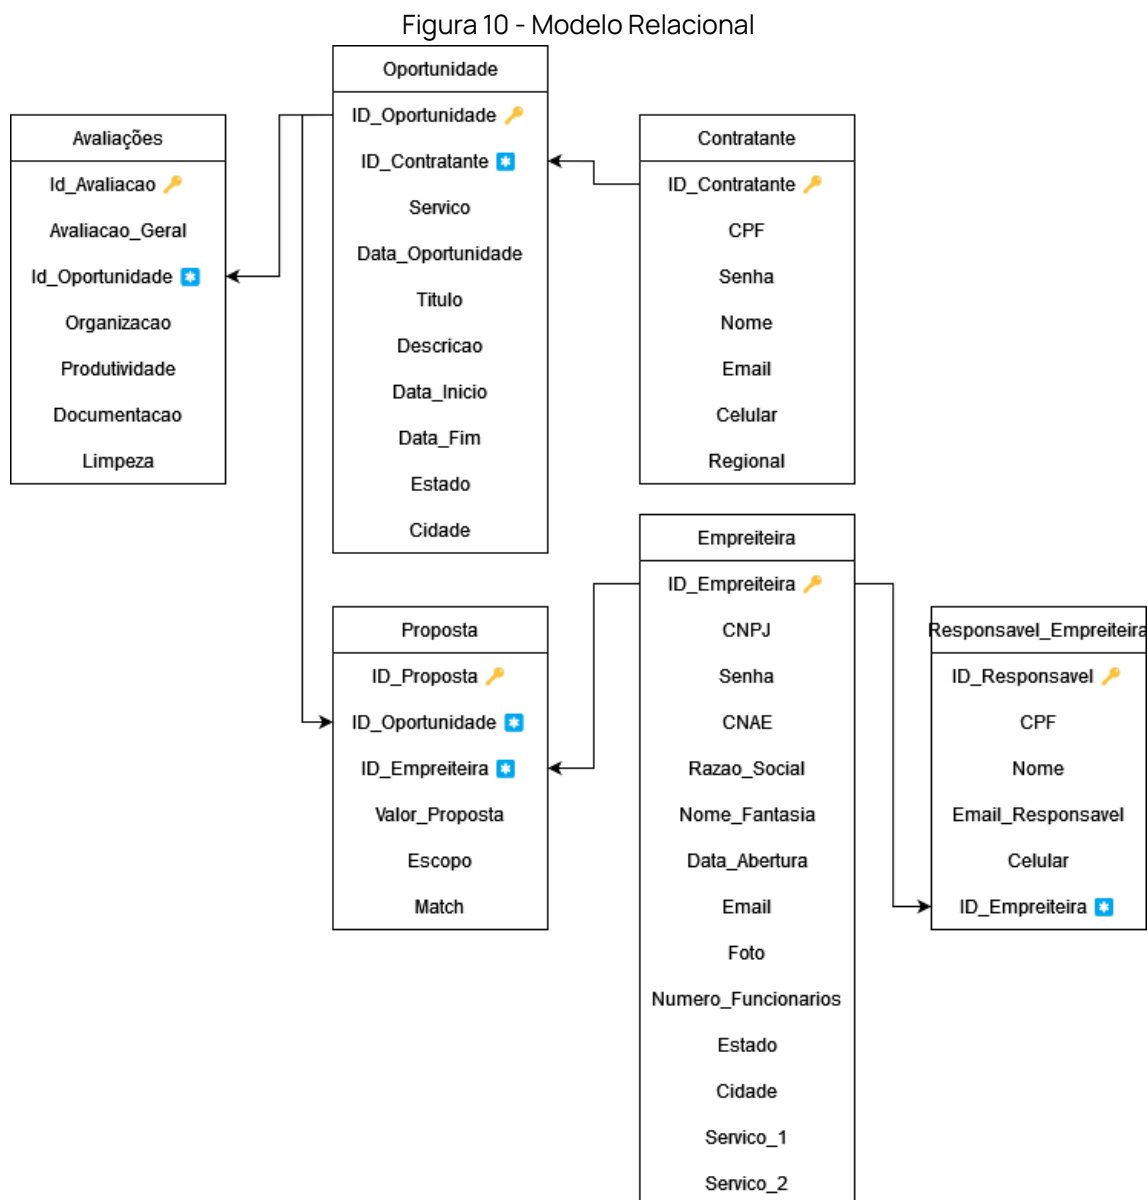 Figura 10 - Modelo Relacional
Oportunidade
ID_Oportunidade
ID_Contratante
Servico
Data_Oportunidade
Titulo
Descricao
Data_Inicio
Data_Fim
Estado
Cidade
Avaliações
Id_Avaliacao
Avaliacao_Geral
Id_Oportunidade
Organizacao
Produtividade
Documentacao
Limpeza
Contratante
ID_Contratante
CPF
Senha
Nome
Email
Celular
Regional
Proposta
ID_Proposta
ID_Oportunidade
ID_Empreiteira
Valor_Proposta
Escopo
Match
Empreiteira
ID_Empreiteira
CNPJ
Senha
CNAE
Razao_Social
Nome_Fantasia
Data_Abertura
Email
Foto
Numero_Funcionarios
Estado
Cidade
Servico_1
Servico_2
Responsavel_Empreiteira
ID_Responsavel
CPF
Nome
Email_Responsavel
Celular
ID_Empreiteira